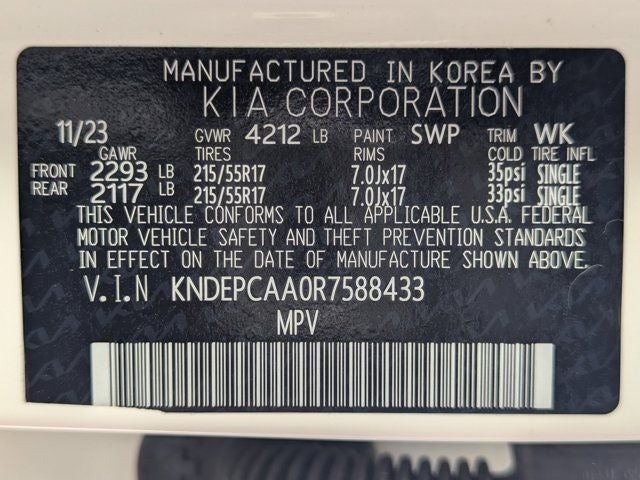 MANUFACTURED IN KOREA BY
KIA CORPORATION
11/23 GVWR 4212 LB PAINT SWP TRIM WK
GAWR TIRES RIMS COLD TIRE INFL
FRONT 2293 LB 215/55R17 7.0Jx17 35psi SINGLE
REAR 2117 LB 215/55R17 7.0Jx17 33psi SINGLE
THIS VEHICLE CONFORMS TO ALL APPLICABLE U.S.A. FEDERAL
MOTOR VEHICLE SAFETY AND THEFT PREVENTION STANDARDS
IN EFFECT ON THE DATE OF MANUFACTURE SHOWN ABOVE.
V.I.N KNDEPCAA0R7588433
MPV